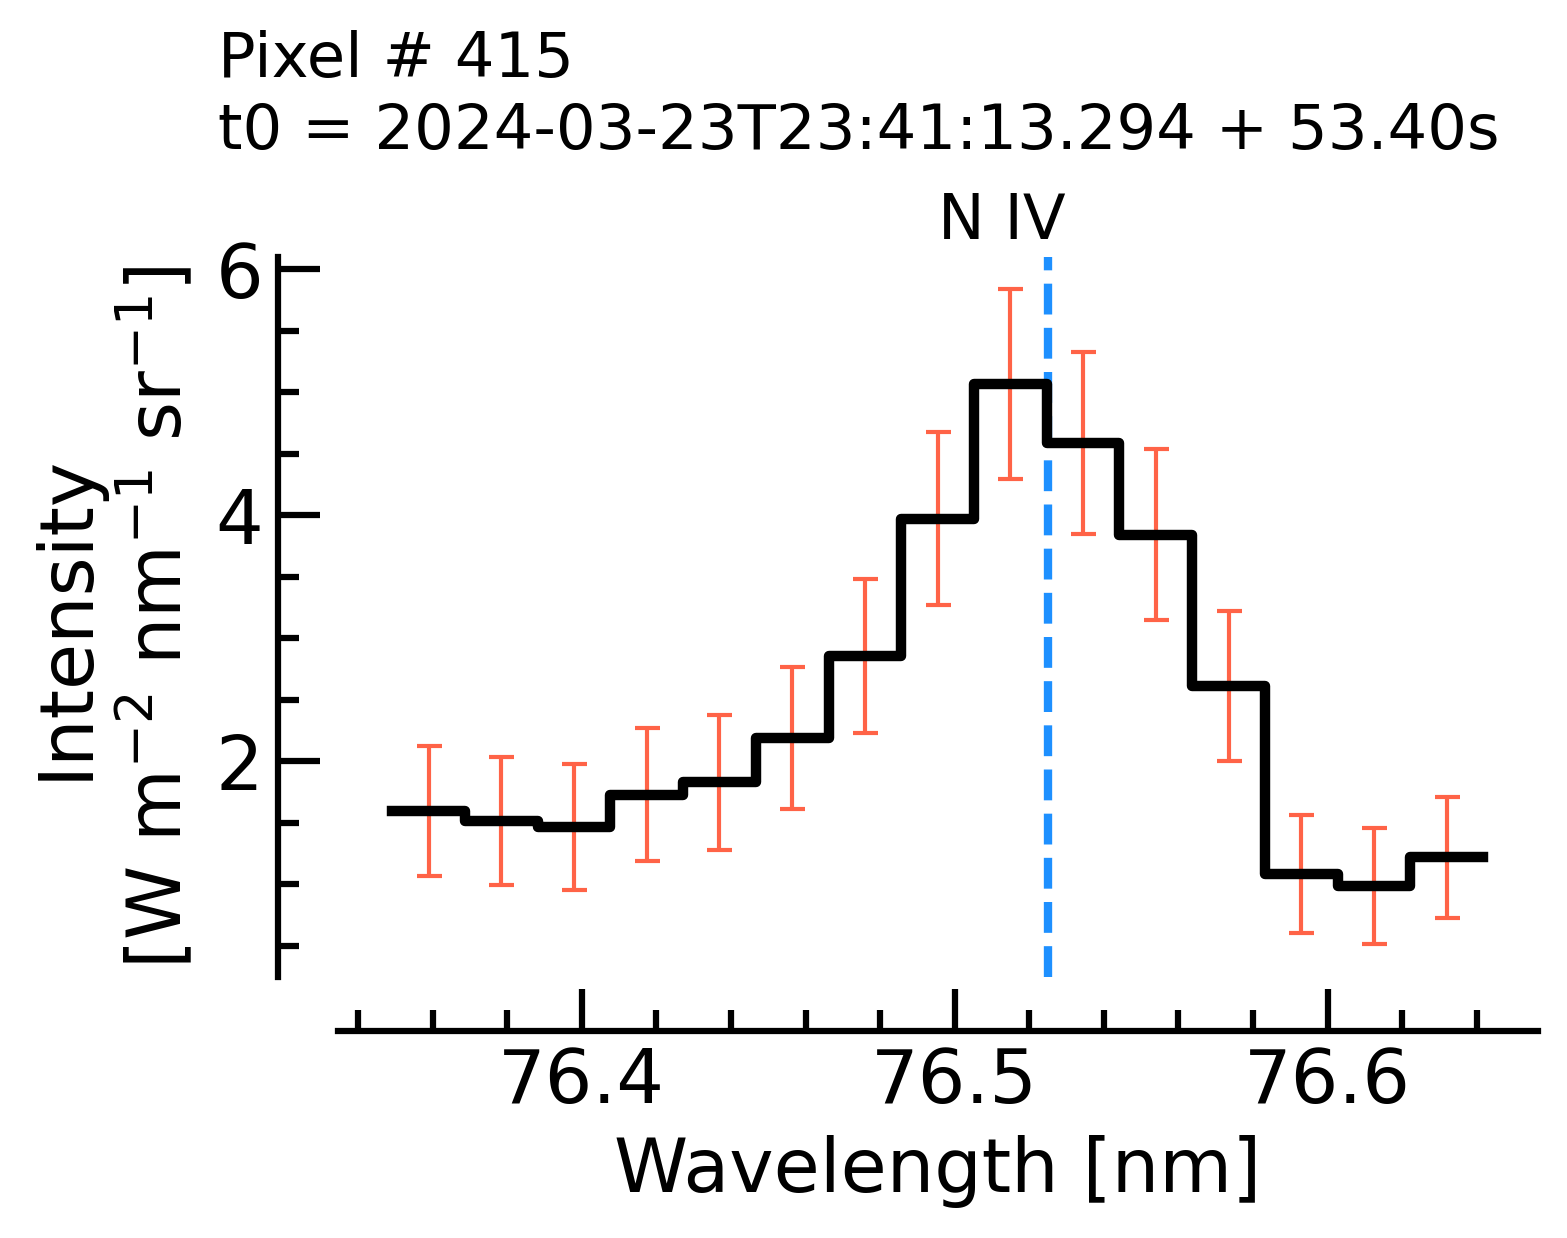 Pixel # 415
t0 = 2024-03-23T23:41:13.294 + 53.40s
N IV
Intensity
[W m⁻² nm⁻¹ sr⁻¹]
6
4
2
76.4 76.5 76.6
Wavelength [nm]